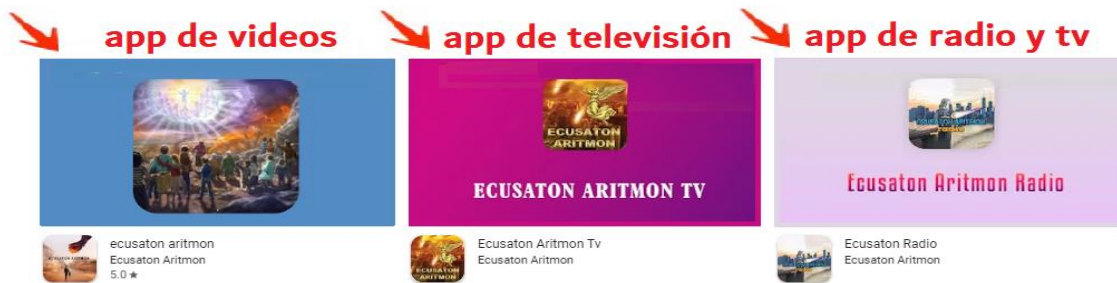 app de videos
app de televisión
app de radio y tv
ECUSATON
ARITMON
ECUSATON ARITMON TV
Ecusaton Aritmon Radio
ecusaton aritmon
Ecusaton Aritmon
5.0 ★
Ecusaton Aritmon Tv
Ecusaton Aritmon
Ecusaton Radio
Ecusaton Aritmon